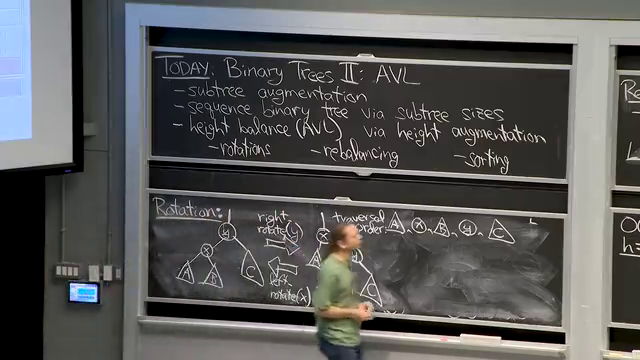 TODAY: Binary Trees II: AVL
- subtree augmentation
- sequence binary tree via subtree sizes
- height balance (AVL) via height augmentation
- rotations - rebalancing - sorting
Rotation:
right
rotate(y)
left
rotate(x)
traversal
order: A, x, B, y, C
y
x
A
B
C
x
y
C